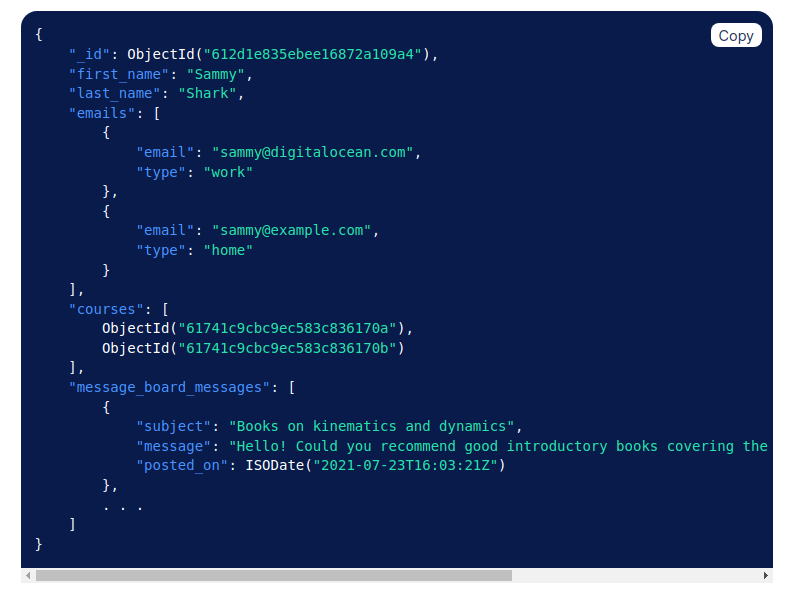 Copy
{
    "_id": ObjectId("612d1e835ebee16872a109a4"),
    "first_name": "Sammy",
    "last_name": "Shark",
    "emails": [
        {
            "email": "sammy@digitalocean.com",
            "type": "work"
        },
        {
            "email": "sammy@example.com",
            "type": "home"
        }
    ],
    "courses": [
        ObjectId("61741c9cbc9ec583c836170a"),
        ObjectId("61741c9cbc9ec583c836170b")
    ],
    "message_board_messages": [
        {
            "subject": "Books on kinematics and dynamics",
            "message": "Hello! Could you recommend good introductory books covering the
            "posted_on": ISODate("2021-07-23T16:03:21Z")
        },
        . . .
    ]
}